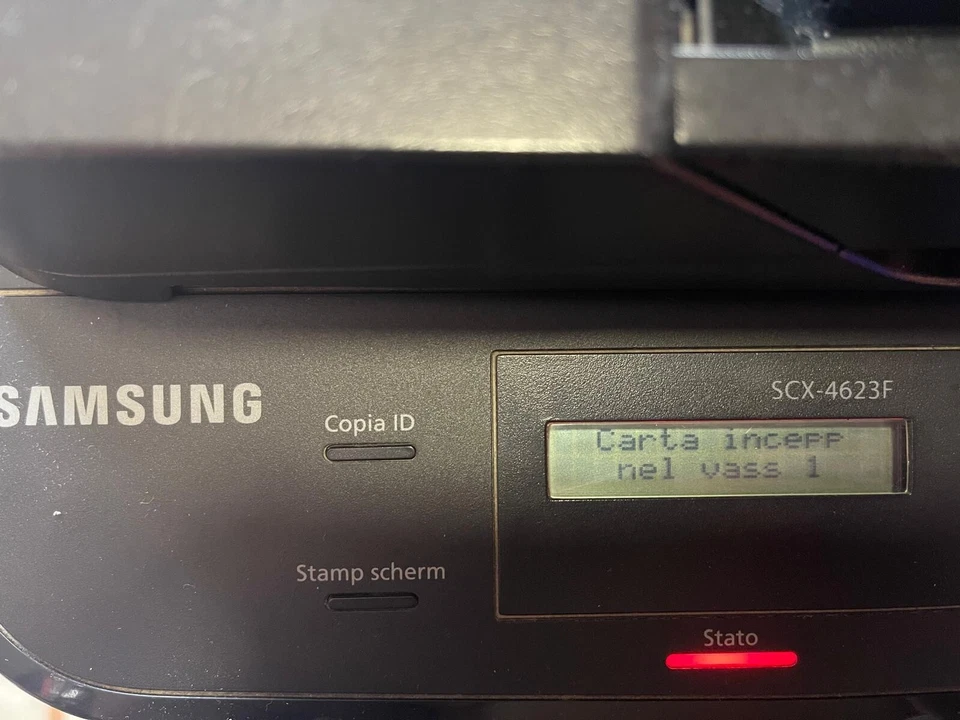 SAMSUNG
Copia ID
SCX-4623F
Carta incepp
nel vass 1
Stamp scherm
Stato